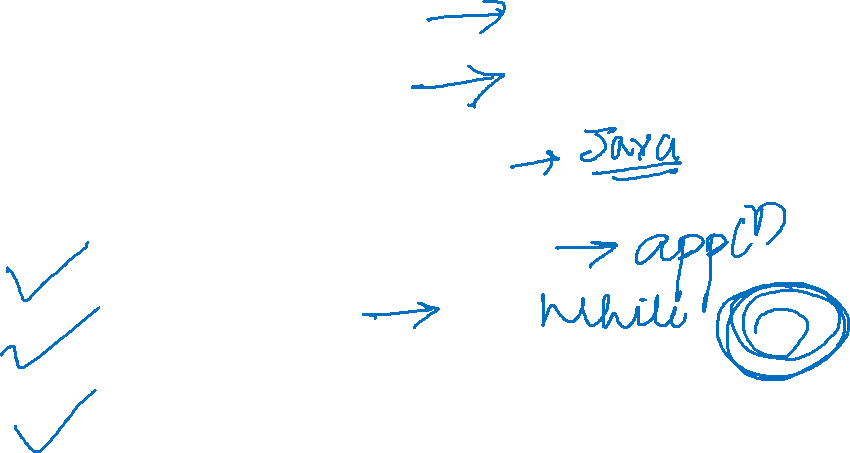 →
→
→ Java
→ app()
→ while